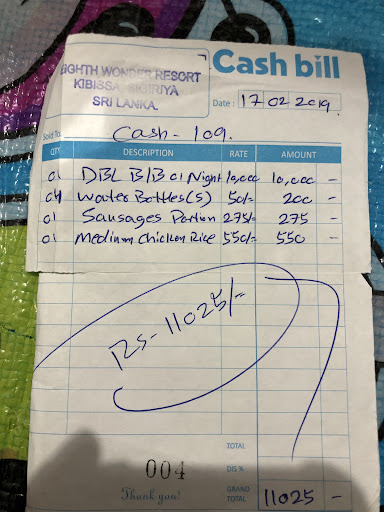 EIGHTH WONDER RESORT
KIBISSA, SIGIRIYA
SRI LANKA.
Cash bill
Date : 17 02 2019.
Sold To: Cash - 109.
QTY DESCRIPTION RATE AMOUNT
01 DBL B/B 01 Night 10,000 10,000 -
04 Water Bottles(s) 50/- 200 -
01 Sausages Portion 275/- 275 -
01 Medium Chicken Rice 550/- 550 -
RS-11025/-
TOTAL
004 DIS %
Thank you! GRAND TOTAL 11025 -